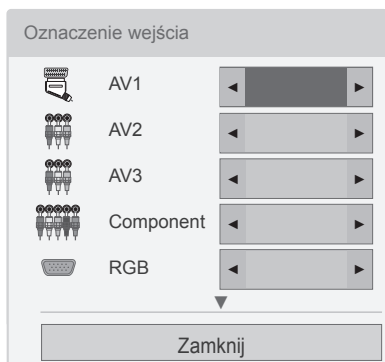 Oznaczenie wejścia
AV1 ◄ ►
AV2 ◄ ►
AV3 ◄ ►
Component ◄ ►
RGB ◄ ►
▼
Zamknij